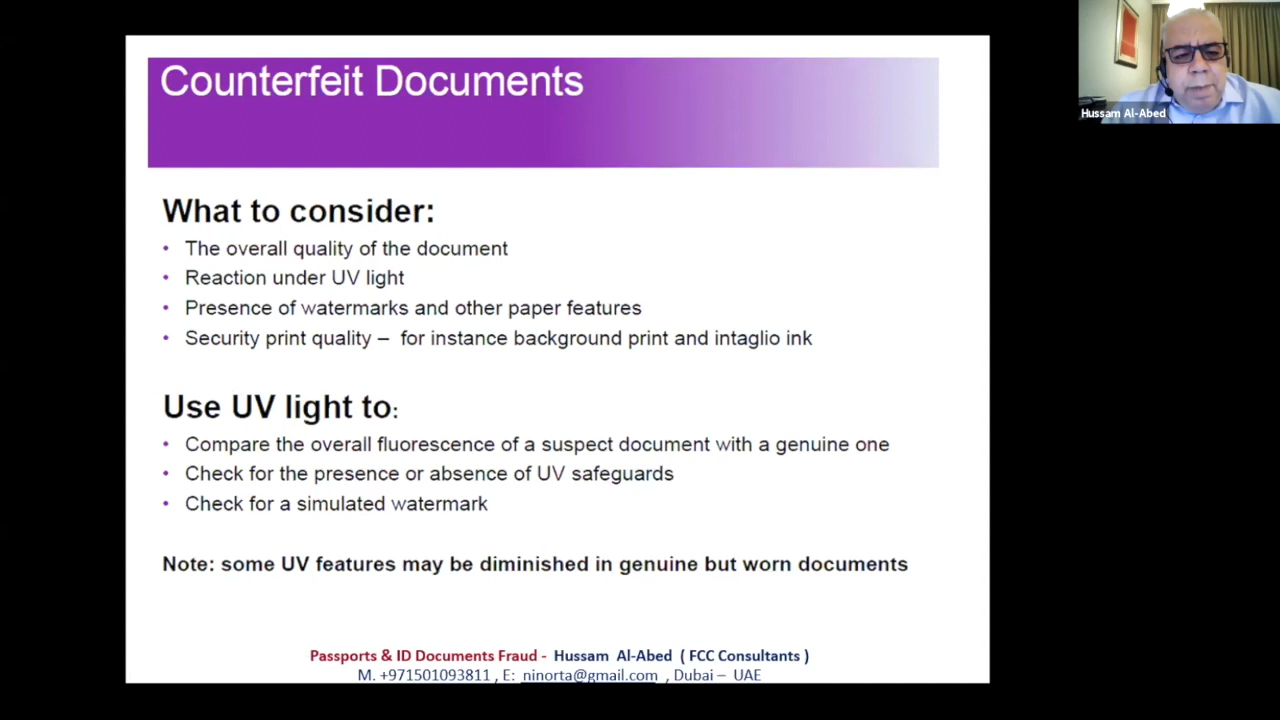 Counterfeit Documents
Hussam Al-Abed
What to consider:
• The overall quality of the document
• Reaction under UV light
• Presence of watermarks and other paper features
• Security print quality – for instance background print and intaglio ink
Use UV light to:
• Compare the overall fluorescence of a suspect document with a genuine one
• Check for the presence or absence of UV safeguards
• Check for a simulated watermark
Note: some UV features may be diminished in genuine but worn documents
Passports & ID Documents Fraud - Hussam Al-Abed ( FCC Consultants )
M. +971501093811 , E: ninorta@gmail.com , Dubai – UAE